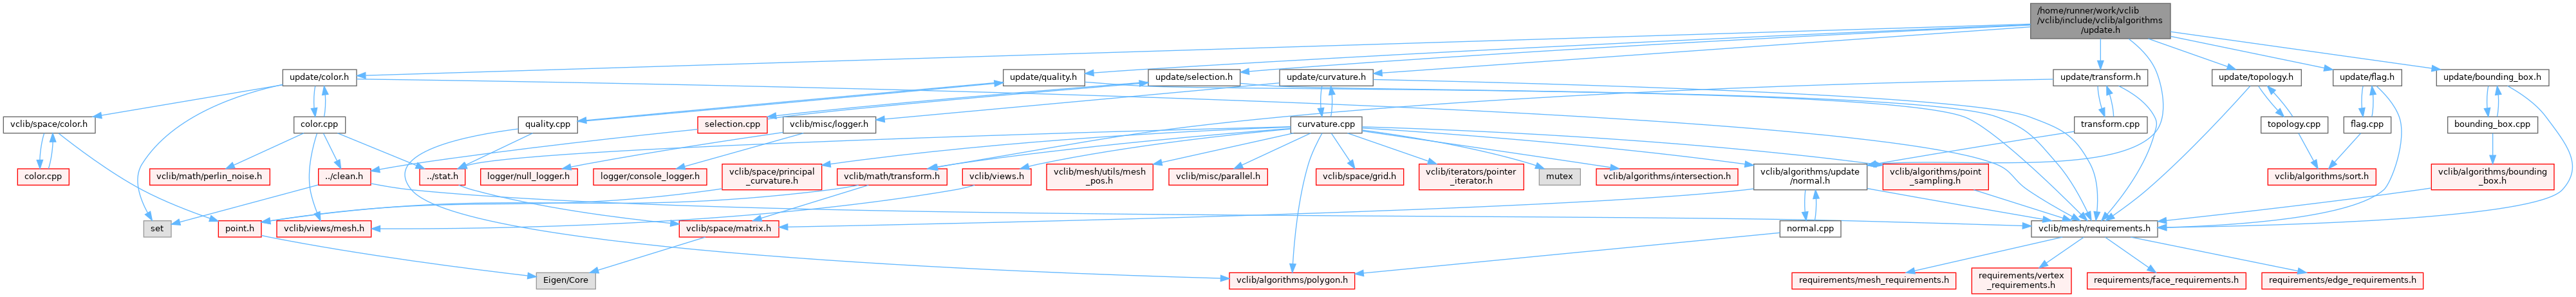 /home/runner/work/vclib
/vclib/include/vclib/algorithms
/update.h
update/color.h
update/quality.h
update/selection.h
update/curvature.h
update/transform.h
update/topology.h
update/flag.h
update/bounding_box.h
vclib/space/color.h
color.cpp
quality.cpp
selection.cpp
vclib/misc/logger.h
curvature.cpp
transform.cpp
topology.cpp
flag.cpp
bounding_box.cpp
color.cpp
vclib/math/perlin_noise.h
../clean.h
../stat.h
logger/null_logger.h
logger/console_logger.h
vclib/space/principal
_curvature.h
vclib/math/transform.h
vclib/views.h
vclib/mesh/utils/mesh
_pos.h
vclib/misc/parallel.h
vclib/space/grid.h
vclib/iterators/pointer
_iterator.h
mutex
vclib/algorithms/intersection.h
vclib/algorithms/update
/normal.h
vclib/algorithms/point
_sampling.h
vclib/algorithms/sort.h
vclib/algorithms/bounding
_box.h
set
point.h
vclib/views/mesh.h
vclib/space/matrix.h
normal.cpp
vclib/mesh/requirements.h
Eigen/Core
vclib/algorithms/polygon.h
requirements/mesh_requirements.h
requirements/vertex
_requirements.h
requirements/face_requirements.h
requirements/edge_requirements.h